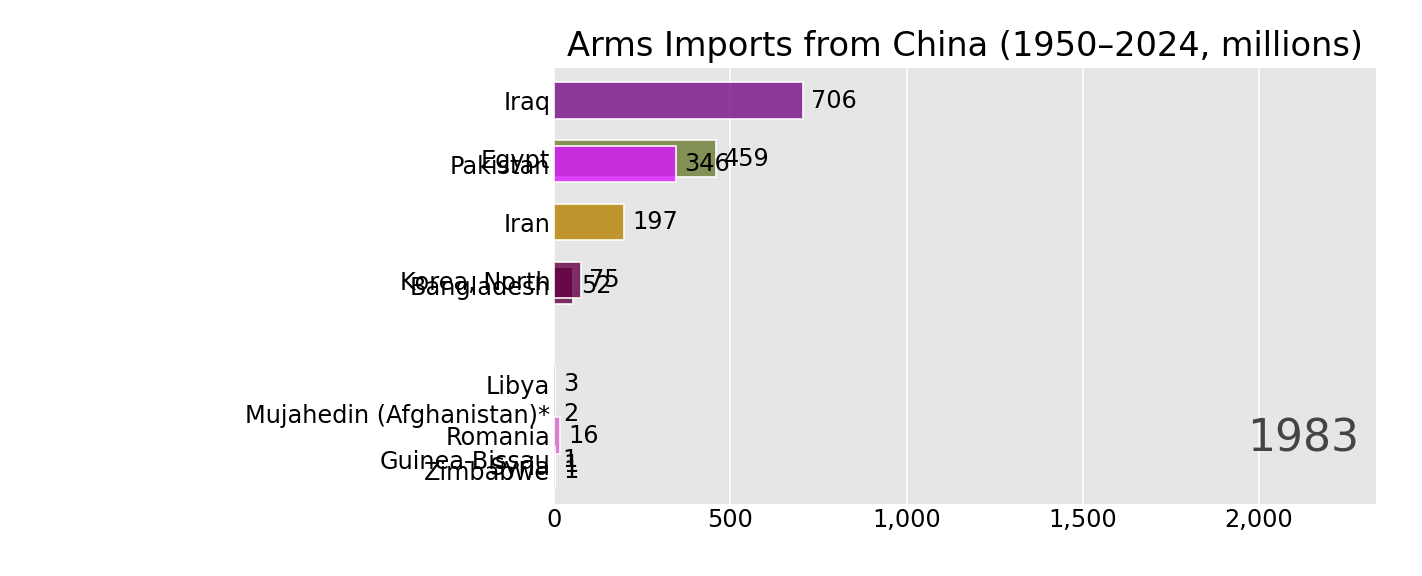 Arms Imports from China (1950–2024, millions)
Iraq 706
Egypt 459
Pakistan 346
Iran 197
Korea, North 75
Bangladesh 52
Libya 3
Mujahedin (Afghanistan)* 2
Romania 16
Guinea-Bissau 1
Syria 1
Zimbabwe 1
1983
0 500 1,000 1,500 2,000